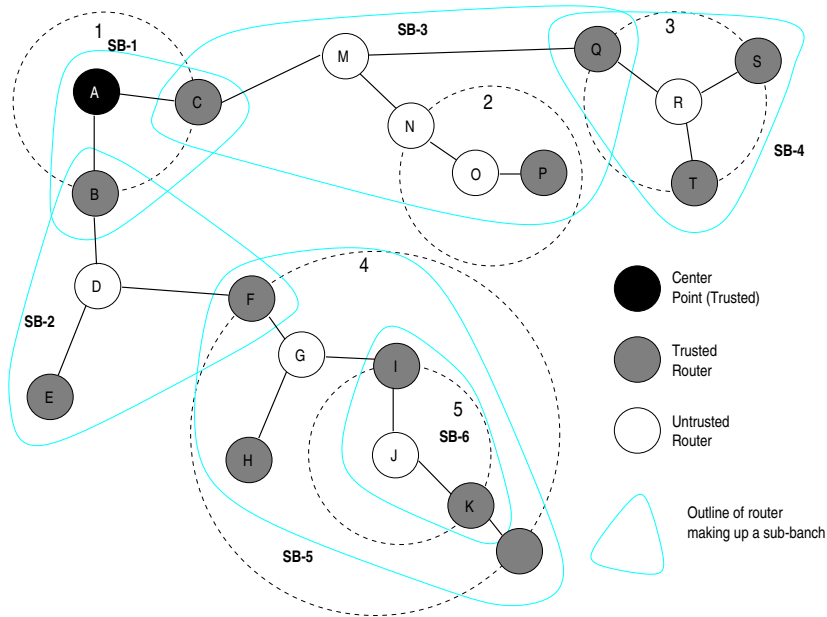 1
SB-1
SB-3
3
M
Q
S
A
C
R
2
N
SB-4
O
P
T
B
D
4
F
Center
Point (Trusted)
SB-2
G
Trusted
Router
I
E
5
SB-6
Untrusted
Router
H
J
K
Outline of router
making up a sub-banch
SB-5